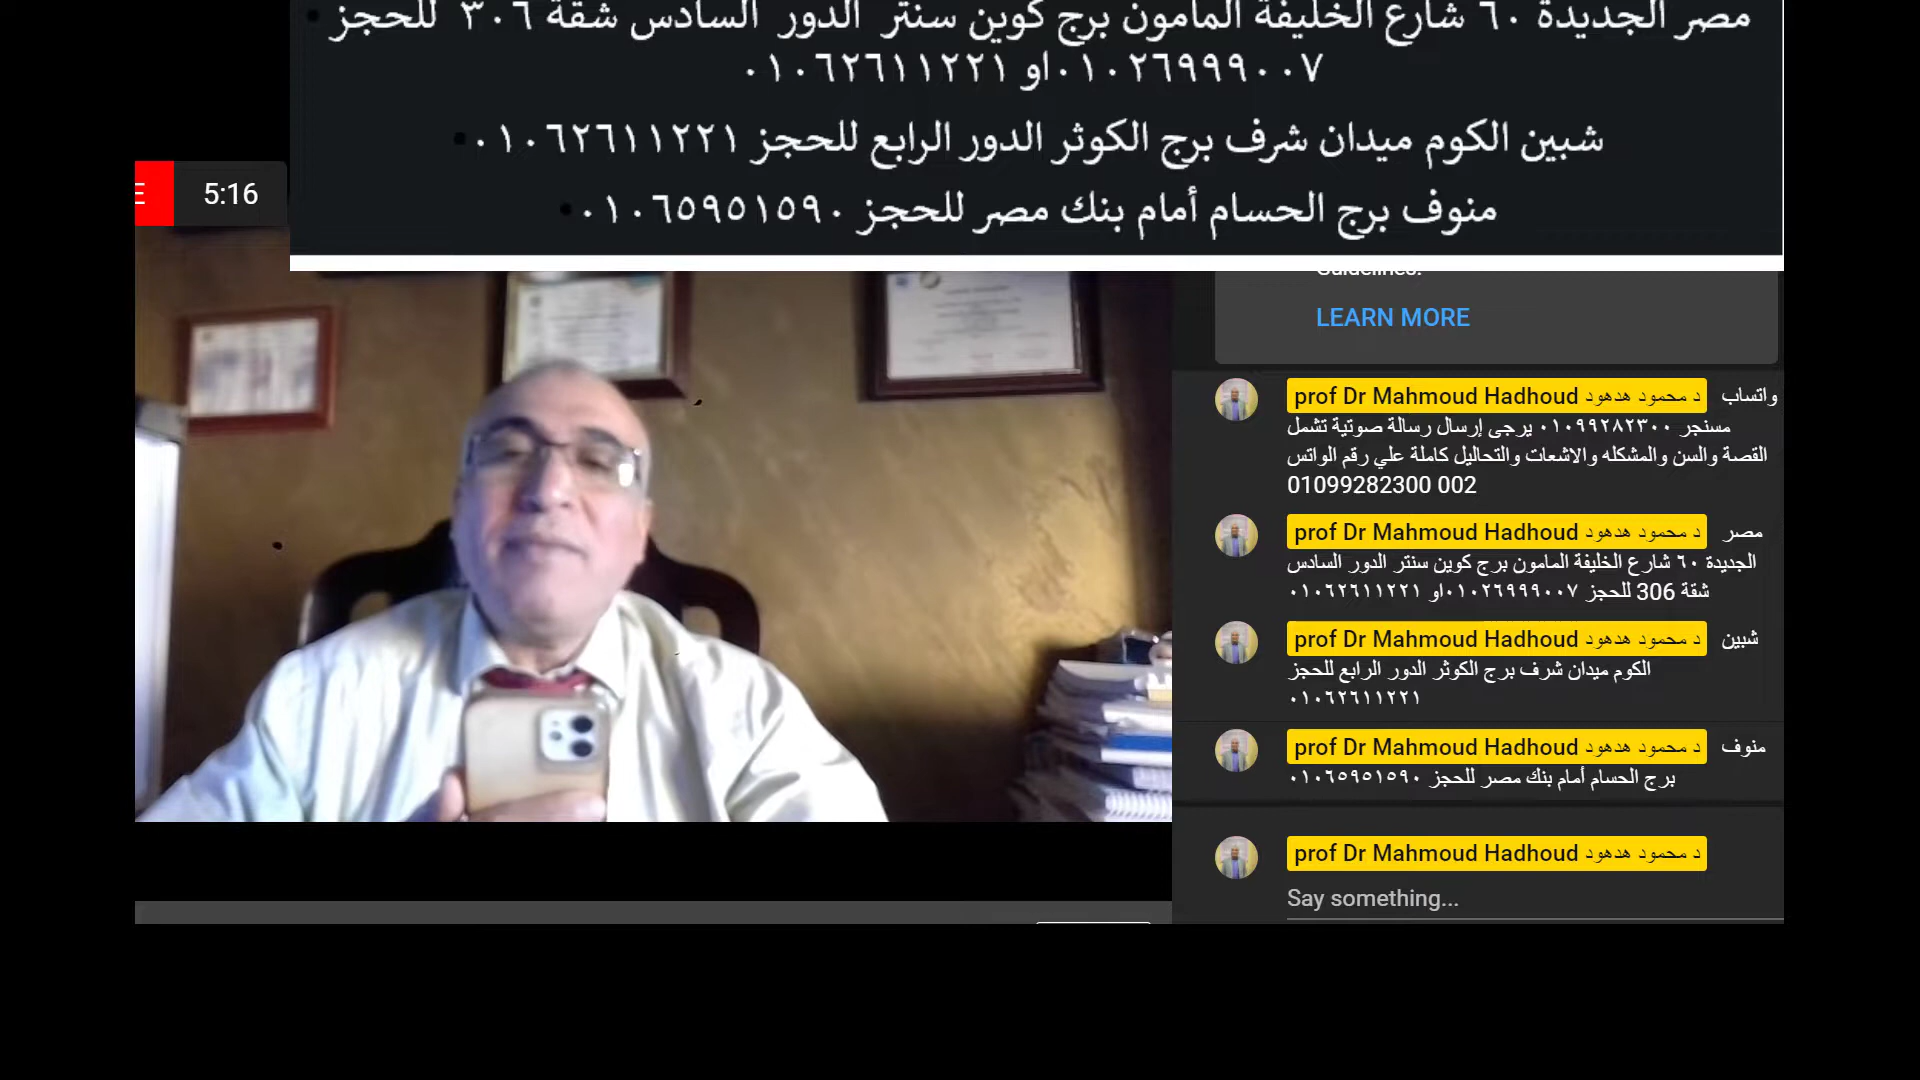 مصر الجديدة ٦٠ شارع الخليفة المامون برج كوين سنتر الدور السادس شقة ٣٠٦ للحجز
٠١٠٢٦٩٩٩٠٠٧او ٠١٠٦٢٦١١٢٢١
شبين الكوم ميدان شرف برج الكوثر الدور الرابع للحجز ٠١٠٦٢٦١١٢٢١
منوف برج الحسام أمام بنك مصر للحجز ٠١٠٦٥٩٥١٥٩٠
E 5:16
Guidelines.
LEARN MORE
prof Dr Mahmoud Hadhoud د محمود هدهود واتساب
مسنجر ٠١٠٩٩٢٨٢٣٠٠ يرجى إرسال رسالة صوتية تشمل
القصة والسن والمشكله والاشعات والتحاليل كاملة علي رقم الواتس
01099282300 002
prof Dr Mahmoud Hadhoud د محمود هدهود مصر
الجديدة ٦٠ شارع الخليفة المامون برج كوين سنتر الدور السادس
شقة 306 للحجز ٠١٠٢٦٩٩٩٠٠٧او ٠١٠٦٢٦١١٢٢١
prof Dr Mahmoud Hadhoud د محمود هدهود شبين
الكوم ميدان شرف برج الكوثر الدور الرابع للحجز
٠١٠٦٢٦١١٢٢١
prof Dr Mahmoud Hadhoud د محمود هدهود منوف
برج الحسام أمام بنك مصر للحجز ٠١٠٦٥٩٥١٥٩٠
prof Dr Mahmoud Hadhoud د محمود هدهود
Say something...